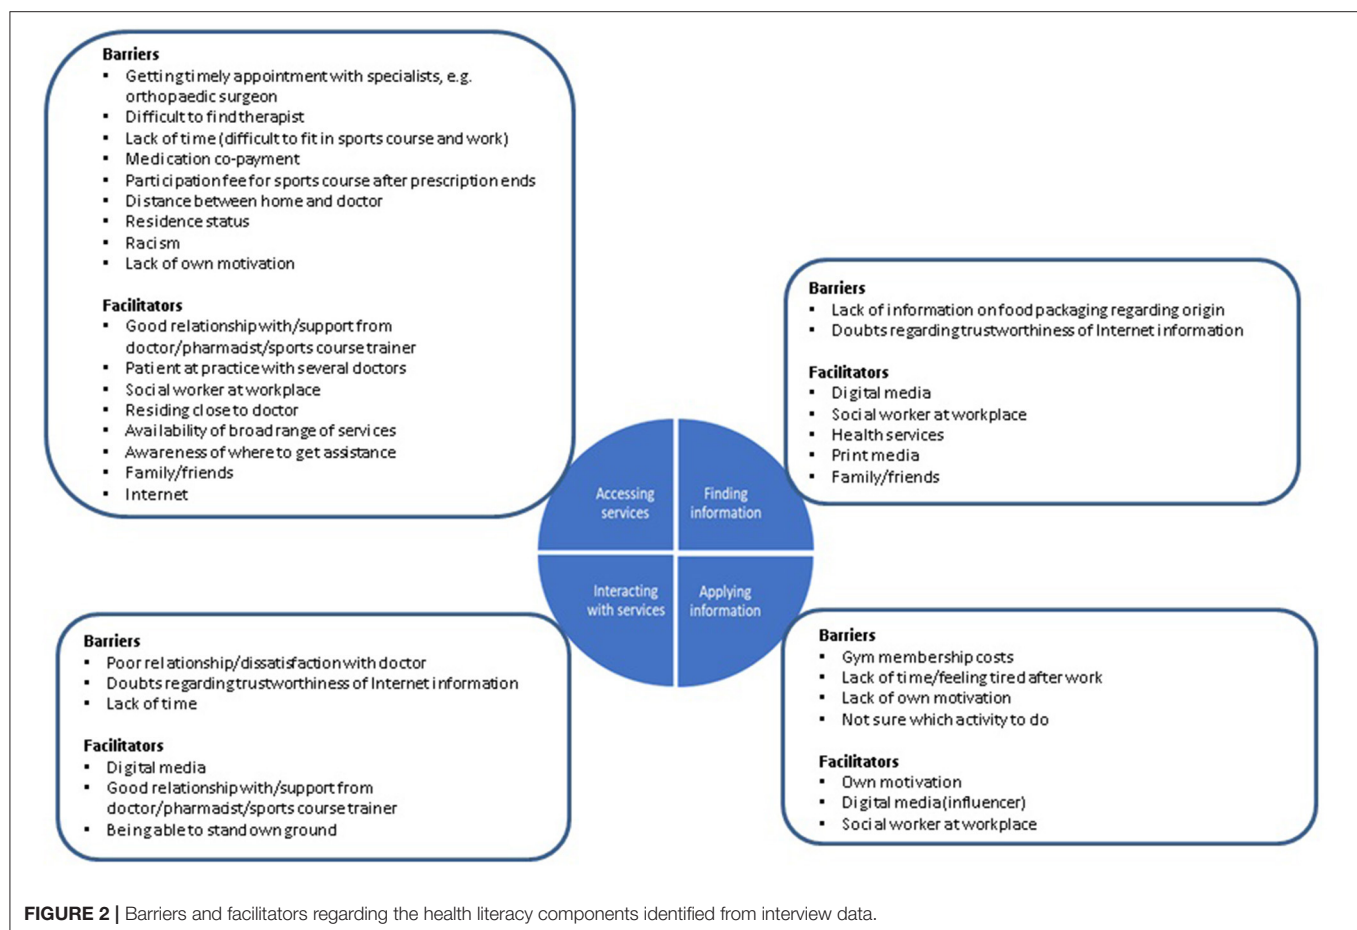 Barriers
▪ Getting timely appointment with specialists, e.g.
orthopaedic surgeon
▪ Difficult to find therapist
▪ Lack of time (difficult to fit in sports course and work)
▪ Medication co-payment
▪ Participation fee for sports course after prescription ends
▪ Distance between home and doctor
▪ Residence status
▪ Racism
▪ Lack of own motivation
Facilitators
▪ Good relationship with/support from
doctor/pharmacist/sports course trainer
▪ Patient at practice with several doctors
▪ Social worker at workplace
▪ Residing close to doctor
▪ Availability of broad range of services
▪ Awareness of where to get assistance
▪ Family/friends
▪ Internet
Barriers
▪ Lack of information on food packaging regarding origin
▪ Doubts regarding trustworthiness of Internet information
Facilitators
▪ Digital media
▪ Social worker at workplace
▪ Health services
▪ Print media
▪ Family/friends
Accessing
services
Finding
information
Interacting
with services
Applying
information
Barriers
▪ Poor relationship/dissatisfaction with doctor
▪ Doubts regarding trustworthiness of Internet information
▪ Lack of time
Facilitators
▪ Digital media
▪ Good relationship with/support from
doctor/pharmacist/sports course trainer
▪ Being able to stand own ground
Barriers
▪ Gym membership costs
▪ Lack of time/feeling tired after work
▪ Lack of own motivation
▪ Not sure which activity to do
Facilitators
▪ Own motivation
▪ Digital media (influencer)
▪ Social worker at workplace
FIGURE 2 | Barriers and facilitators regarding the health literacy components identified from interview data.